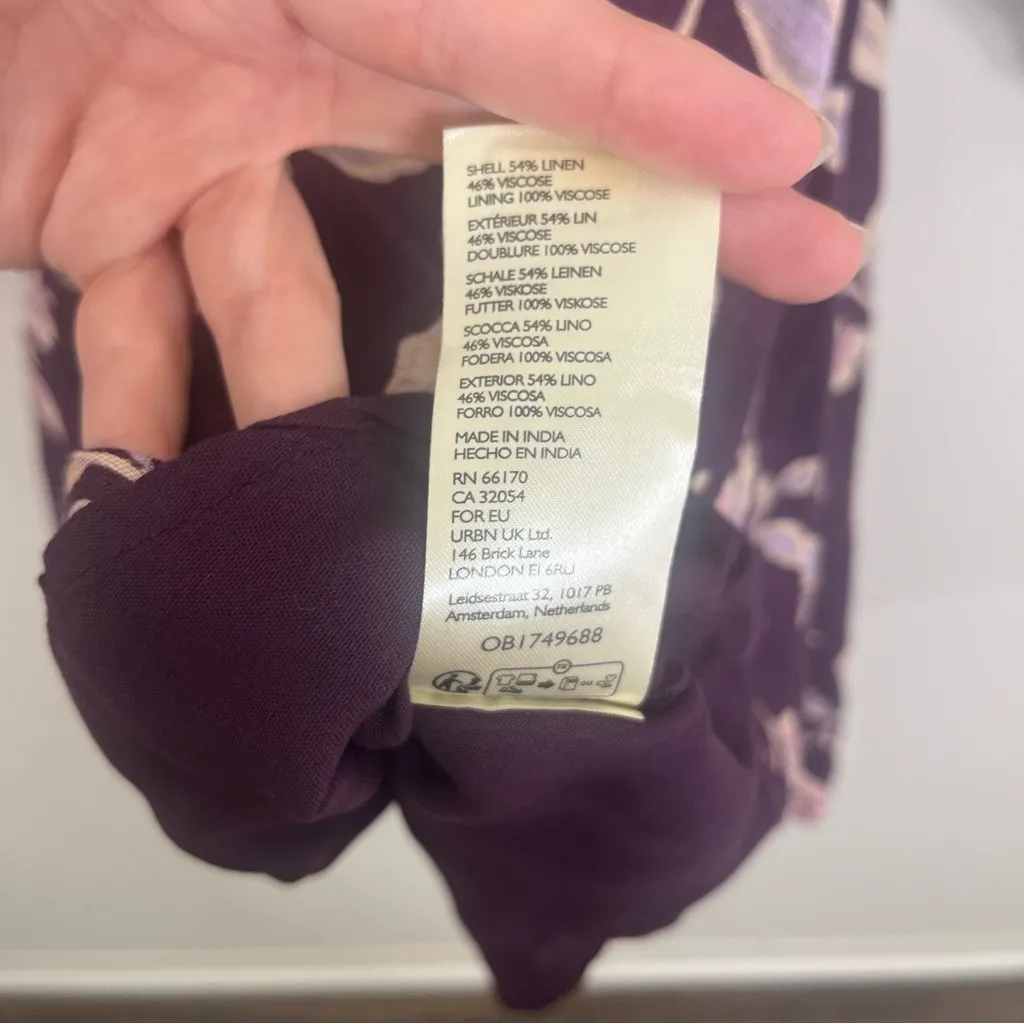 SHELL 54% LINEN
46% VISCOSE
LINING 100% VISCOSE
EXTÉRIEUR 54% LIN
46% VISCOSE
DOUBLURE 100% VISCOSE
SCHALE 54% LEINEN
46% VISKOSE
FUTTER 100% VISKOSE
SCOCCA 54% LINO
46% VISCOSA
FODERA 100% VISCOSA
EXTERIOR 54% LINO
46% VISCOSA
FORRO 100% VISCOSA
MADE IN INDIA
HECHO EN INDIA
RN 66170
CA 32054
FOR EU
URBN UK Ltd.
146 Brick Lane
LONDON E1 6RU
Leidsestraat 32, 1017 PB
Amsterdam, Netherlands
OB1749688
FR
ou